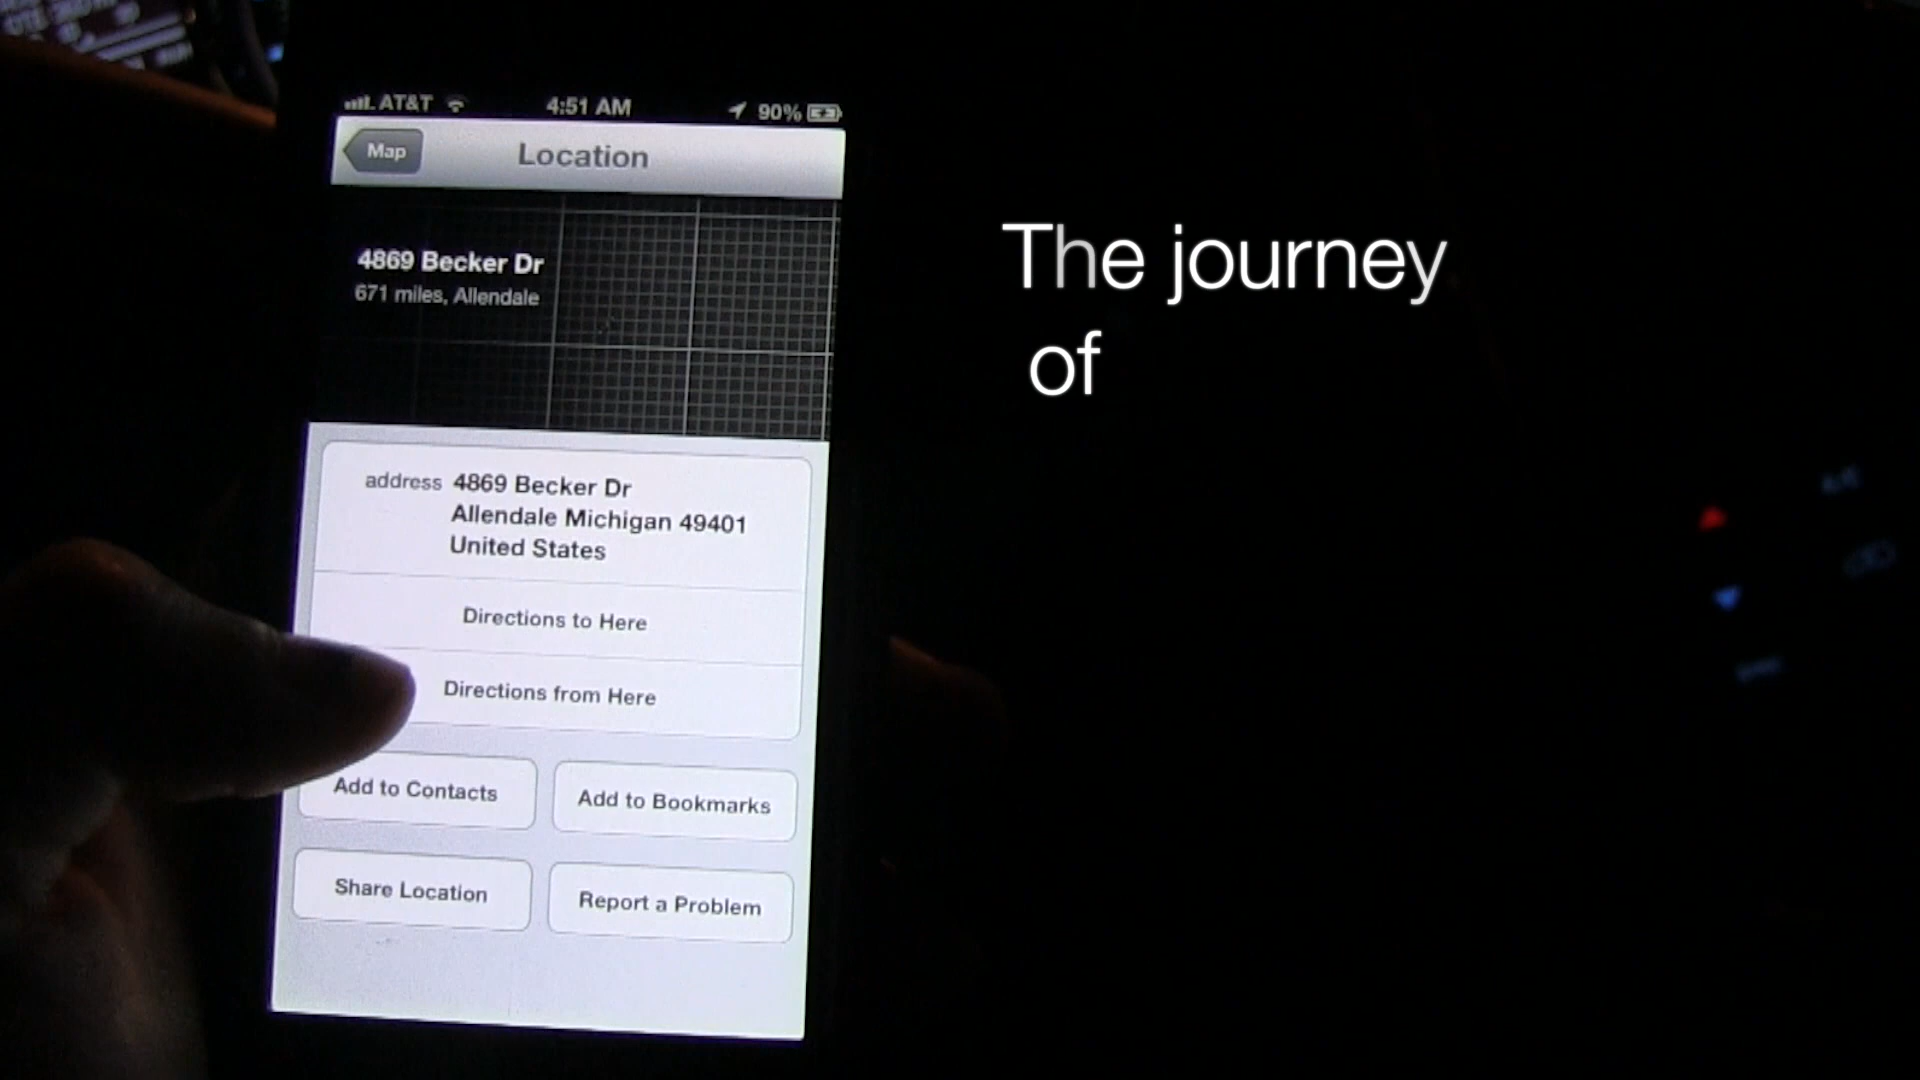 AT&T 4:51 AM 90%
Map Location
4869 Becker Dr
671 miles, Allendale
address 4869 Becker Dr
Allendale Michigan 49401
United States
Directions to Here
Directions from Here
Add to Contacts Add to Bookmarks
Share Location Report a Problem
The journey
of